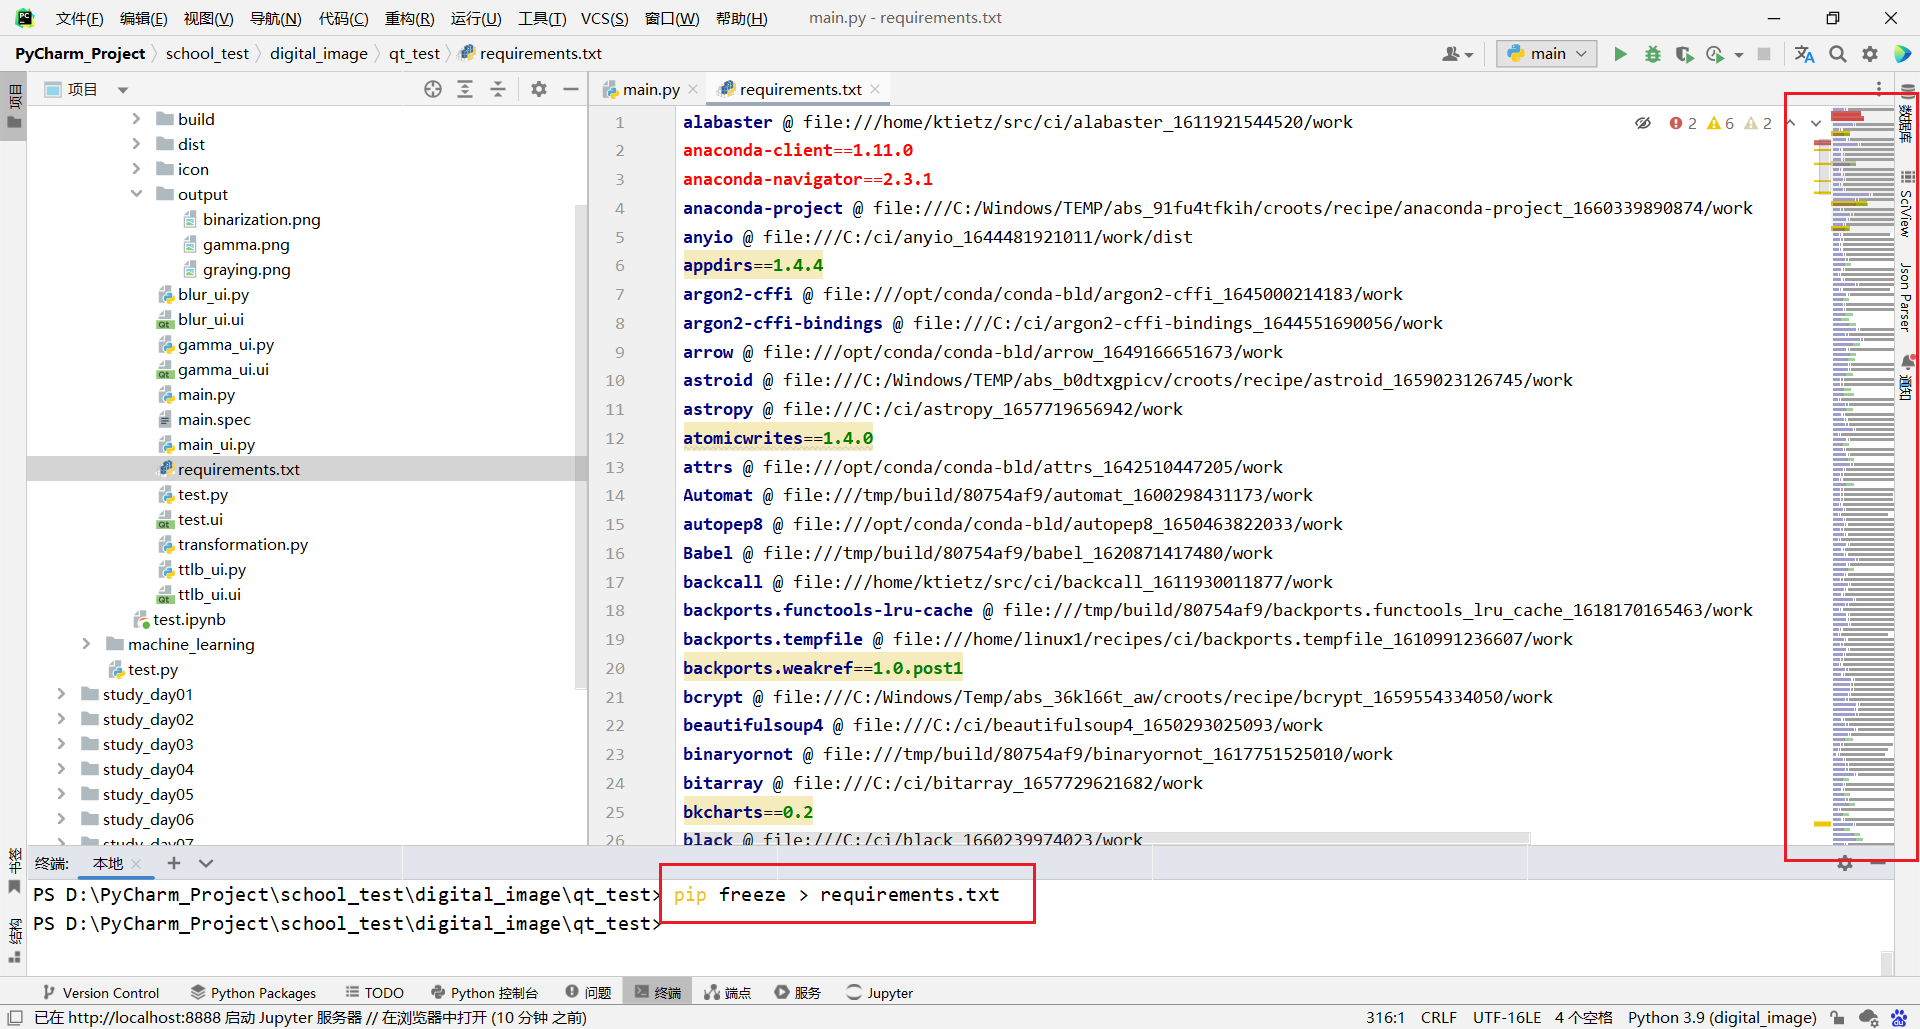 文件(F) 编辑(E) 视图(V) 导航(N) 代码(C) 重构(R) 运行(U) 工具(T) VCS(S) 窗口(W) 帮助(H) main.py - requirements.txt
PyCharm_Project school_test digital_image qt_test requirements.txt main
项目
项目
build
dist
icon
output
binarization.png
gamma.png
graying.png
blur_ui.py
blur_ui.ui
gamma_ui.py
gamma_ui.ui
main.py
main.spec
main_ui.py
requirements.txt
test.py
test.ui
transformation.py
ttlb_ui.py
ttlb_ui.ui
test.ipynb
machine_learning
test.py
study_day01
study_day02
study_day03
study_day04
study_day05
study_day06
study_day07
main.py requirements.txt
2 6 2
1 alabaster @ file:///home/ktietz/src/ci/alabaster_1611921544520/work
2 anaconda-client==1.11.0
3 anaconda-navigator==2.3.1
4 anaconda-project @ file:///C:/Windows/TEMP/abs_91fu4tfkih/croots/recipe/anaconda-project_1660339890874/work
5 anyio @ file:///C:/ci/anyio_1644481921011/work/dist
6 appdirs==1.4.4
7 argon2-cffi @ file:///opt/conda/conda-bld/argon2-cffi_1645000214183/work
8 argon2-cffi-bindings @ file:///C:/ci/argon2-cffi-bindings_1644551690056/work
9 arrow @ file:///opt/conda/conda-bld/arrow_1649166651673/work
10 astroid @ file:///C:/Windows/TEMP/abs_b0dtxgpicv/croots/recipe/astroid_1659023126745/work
11 astropy @ file:///C:/ci/astropy_1657719656942/work
12 atomicwrites==1.4.0
13 attrs @ file:///opt/conda/conda-bld/attrs_1642510447205/work
14 Automat @ file:///tmp/build/80754af9/automat_1600298431173/work
15 autopep8 @ file:///opt/conda/conda-bld/autopep8_1650463822033/work
16 Babel @ file:///tmp/build/80754af9/babel_1620871417480/work
17 backcall @ file:///home/ktietz/src/ci/backcall_1611930011877/work
18 backports.functools-lru-cache @ file:///tmp/build/80754af9/backports.functools_lru_cache_1618170165463/work
19 backports.tempfile @ file:///home/linux1/recipes/ci/backports.tempfile_1610991236607/work
20 backports.weakref==1.0.post1
21 bcrypt @ file:///C:/Windows/Temp/abs_36kl66t_aw/croots/recipe/bcrypt_1659554334050/work
22 beautifulsoup4 @ file:///C:/ci/beautifulsoup4_1650293025093/work
23 binaryornot @ file:///tmp/build/80754af9/binaryornot_1617751525010/work
24 bitarray @ file:///C:/ci/bitarray_1657729621682/work
25 bkcharts==0.2
26 black @ file:///C:/ci/black_1660239974023/work
数据库
SciView
Json Parser
通知
书签
结构
终端: 本地
PS D:\PyCharm_Project\school_test\digital_image\qt_test> pip freeze > requirements.txt
PS D:\PyCharm_Project\school_test\digital_image\qt_test>
Version Control Python Packages TODO Python 控制台 问题 终端 端点 服务 Jupyter
已在 http://localhost:8888 启动 Jupyter 服务器 // 在浏览器中打开 (10 分钟 之前) 316:1 CRLF UTF-16LE 4 个空格 Python 3.9 (digital_image)